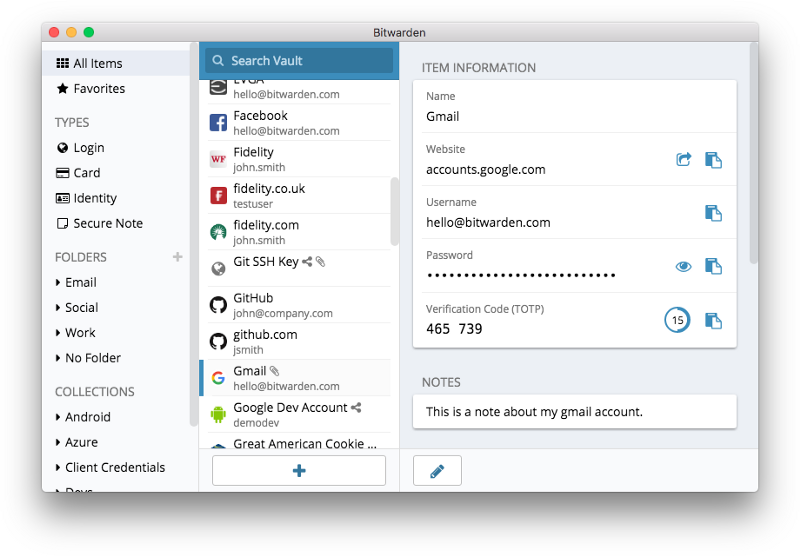 Bitwarden
All Items
Favorites
TYPES
Login
Card
Identity
Secure Note
FOLDERS
Email
Social
Work
No Folder
COLLECTIONS
Android
Azure
Client Credentials
Devs
Search Vault
EVGA
hello@bitwarden.com
Facebook
hello@bitwarden.com
WF
Fidelity
john.smith
fidelity.co.uk
testuser
fidelity.com
john.smith
Git SSH Key
GitHub
john@company.com
github.com
jsmith
Gmail
hello@bitwarden.com
Google Dev Account
demodev
Great American Cookie ...
ITEM INFORMATION
Name
Gmail
Website
accounts.google.com
Username
hello@bitwarden.com
Password
••••••••••••••••••••••••••
Verification Code (TOTP)
465 739
15
NOTES
This is a note about my gmail account.